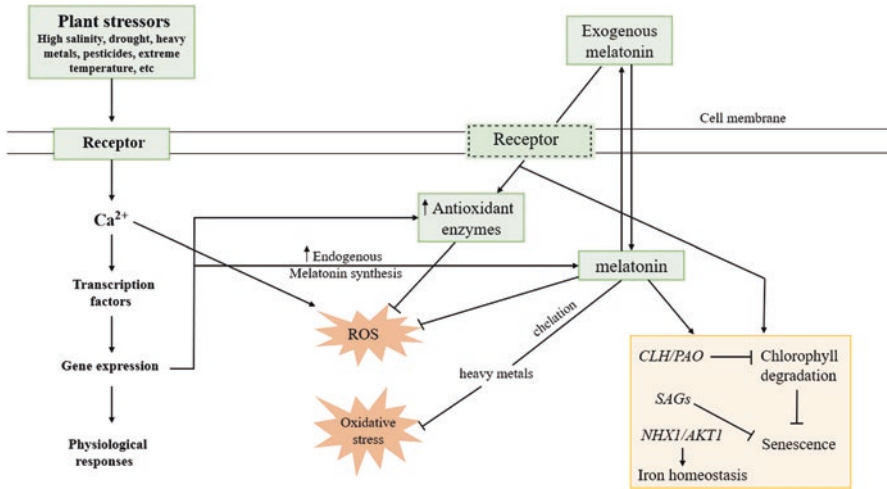 Plant stressors
High salinity, drought, heavy
metals, pesticides, extreme
temperature, etc
Exogenous
melatonin
Cell membrane
Receptor
Receptor
Ca2+
↑ Antioxidant
enzymes
↑ Endogenous
Melatonin synthesis
melatonin
Transcription
factors
ROS
chelation
Gene expression
heavy metals
CLH/PAO
Chlorophyll
degradation
SAGs
Oxidative
stress
NHX1/AKT1
Senescence
Physiological
responses
Iron homeostasis